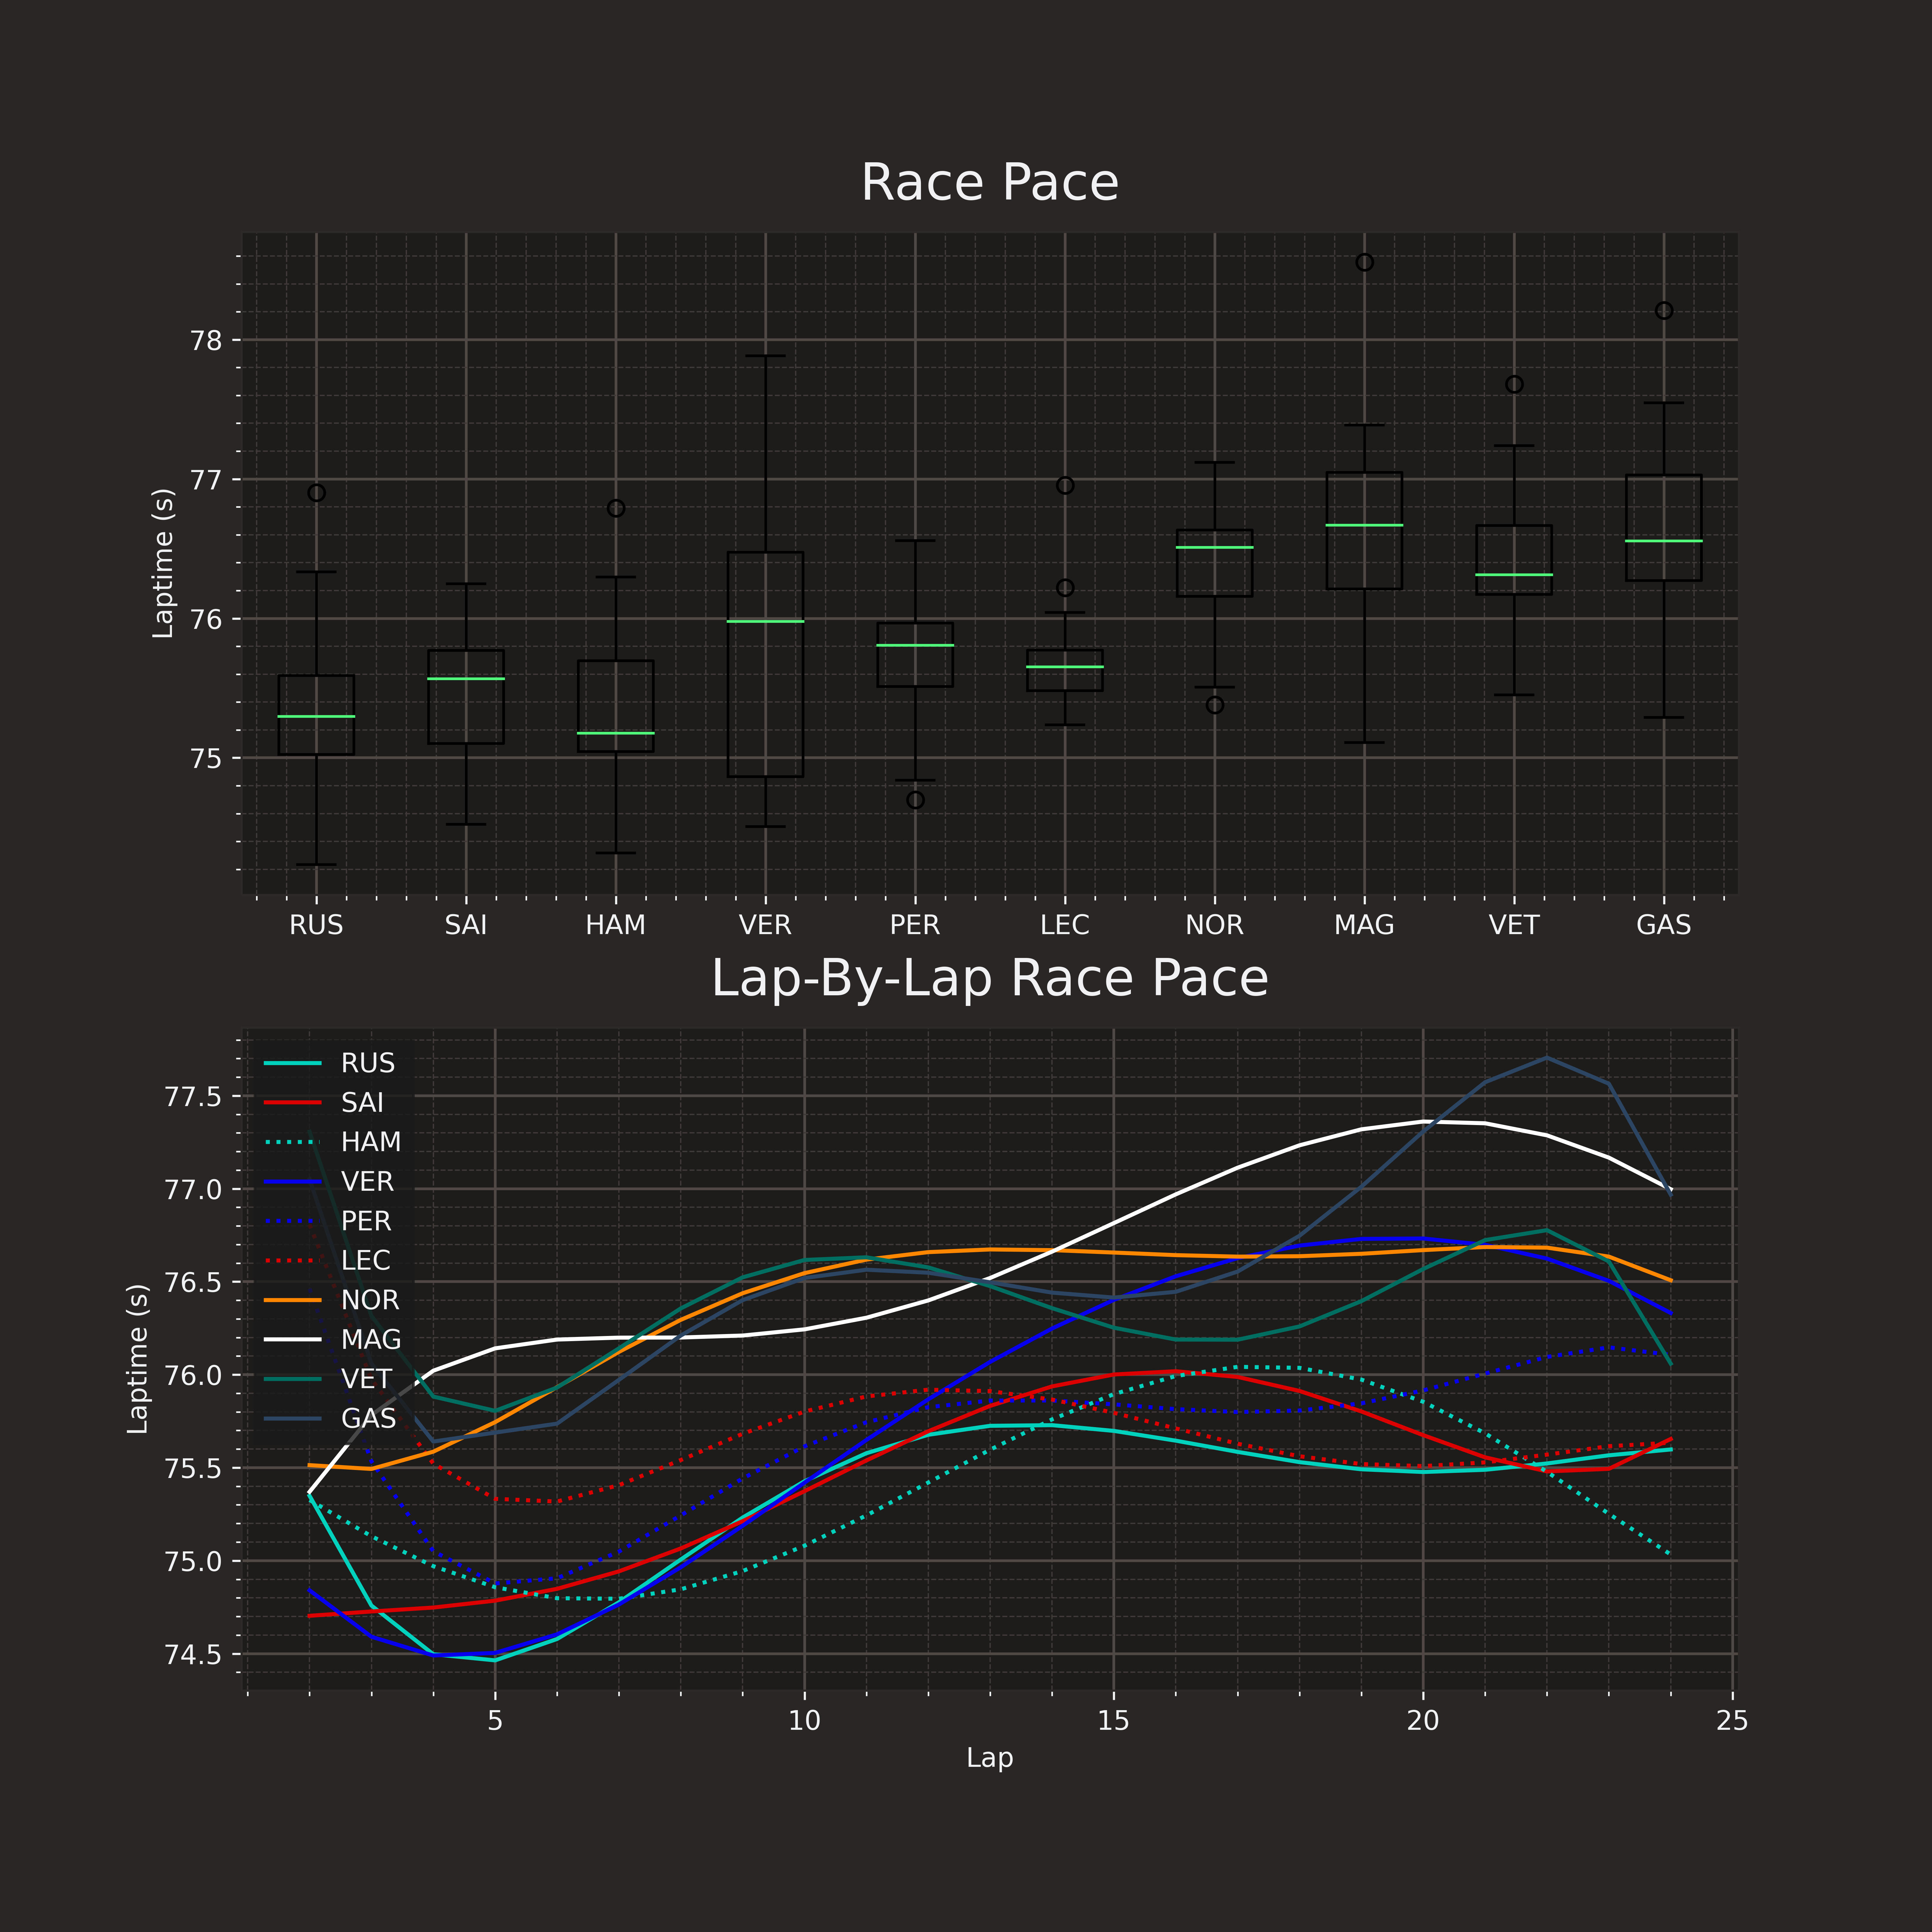 Race Pace
Laptime (s)
78
77
76
75
RUS SAI HAM VER PER LEC NOR MAG VET GAS
Lap-By-Lap Race Pace
Laptime (s)
77.5
77.0
76.5
76.0
75.5
75.0
74.5
RUS
SAI
HAM
VER
PER
LEC
NOR
MAG
VET
GAS
5 10 15 20 25
Lap